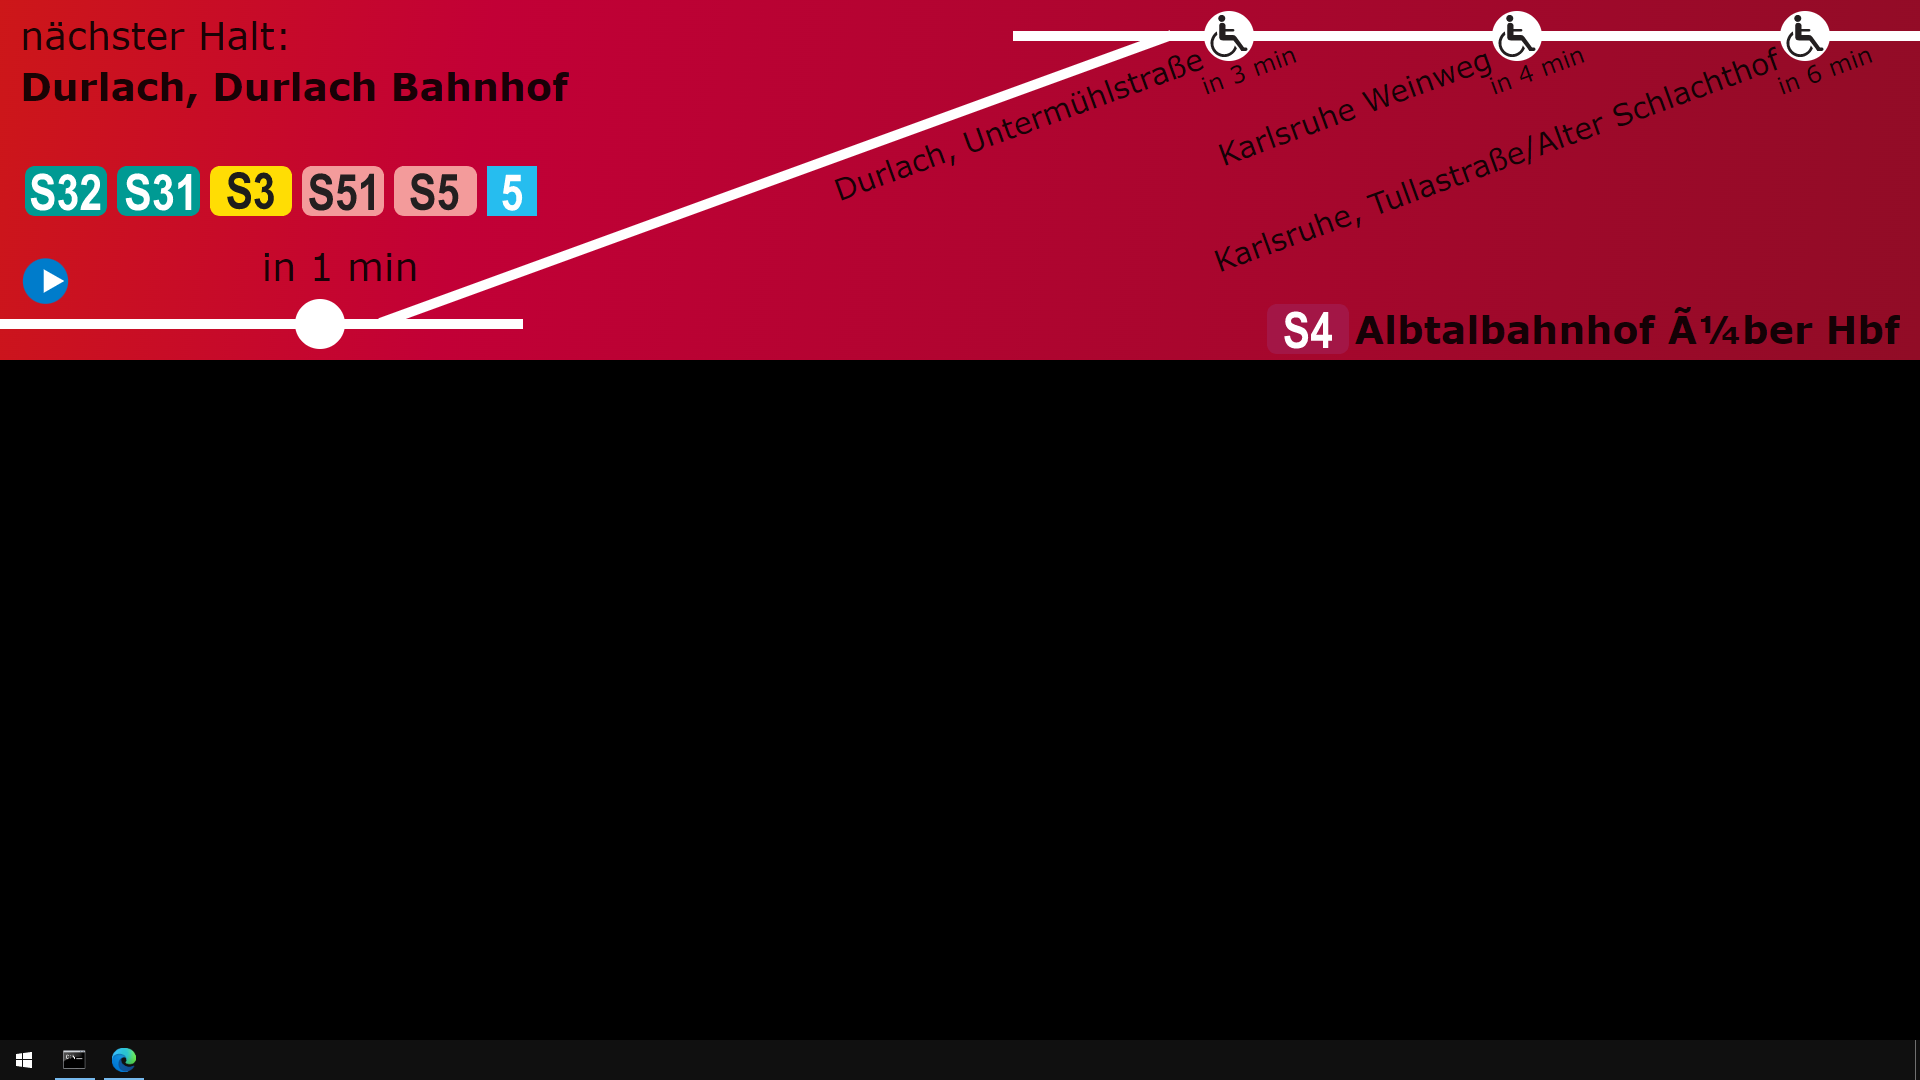 nächster Halt:
Durlach, Durlach Bahnhof
S32 S31 S3 S51 S5 5
in 1 min
Durlach, Untermühlstraße
in 3 min
Karlsruhe Weinweg
in 4 min
Karlsruhe, Tullastraße/Alter Schlachthof
in 6 min
S4 Albtalbahnhof Ã¼ber Hbf